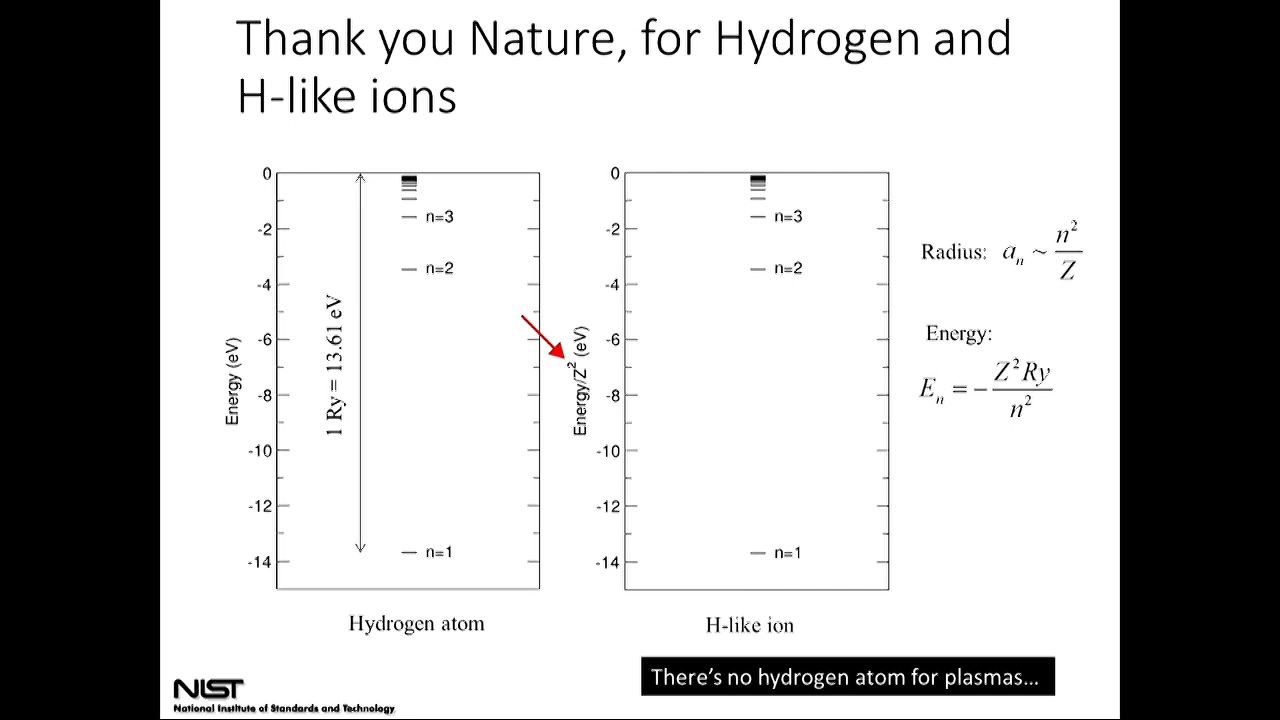 Thank you Nature, for Hydrogen and
H-like ions
0
-2
-4
-6
-8
-10
-12
-14
Energy (eV)
1 Ry = 13.61 eV
n=3
n=2
n=1
Hydrogen atom
0
-2
-4
-6
-8
-10
-12
-14
Energy/Z² (eV)
n=3
n=2
n=1
H-like ion
Radius: aₙ ~ n²/Z
Energy:
Eₙ = − Z²Ry/n²
There's no hydrogen atom for plasmas...
NIST
National Institute of Standards and Technology